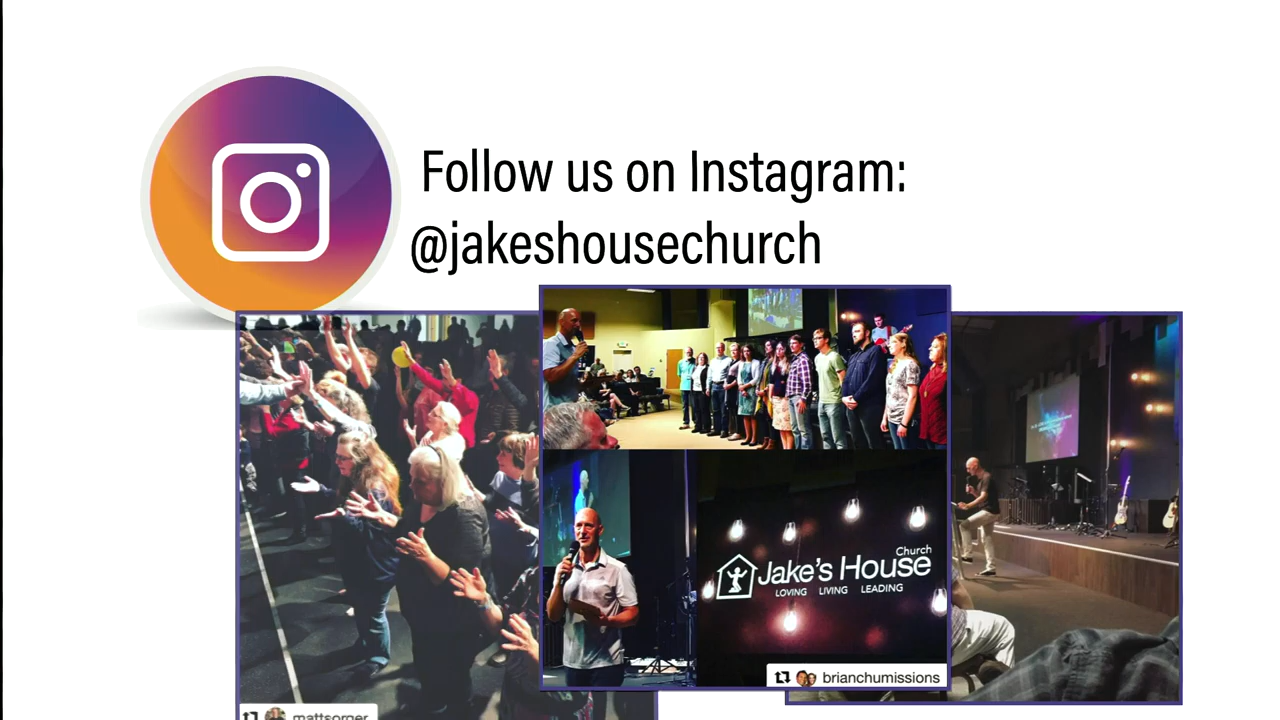 Follow us on Instagram:
@jakeshousechurch
Church
Jake's House
LOVING LIVING LEADING
brianchumissions
mattsorger